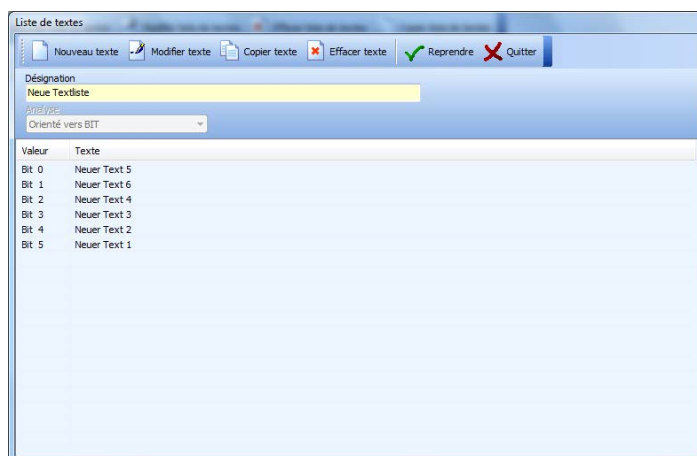 Liste de textes
Nouveau texte Modifier texte Copier texte Effacer texte Reprendre Quitter
Désignation
Neue Textliste
Analyse
Orienté vers BIT
Valeur Texte
Bit 0 Neuer Text 5
Bit 1 Neuer Text 6
Bit 2 Neuer Text 4
Bit 3 Neuer Text 3
Bit 4 Neuer Text 2
Bit 5 Neuer Text 1